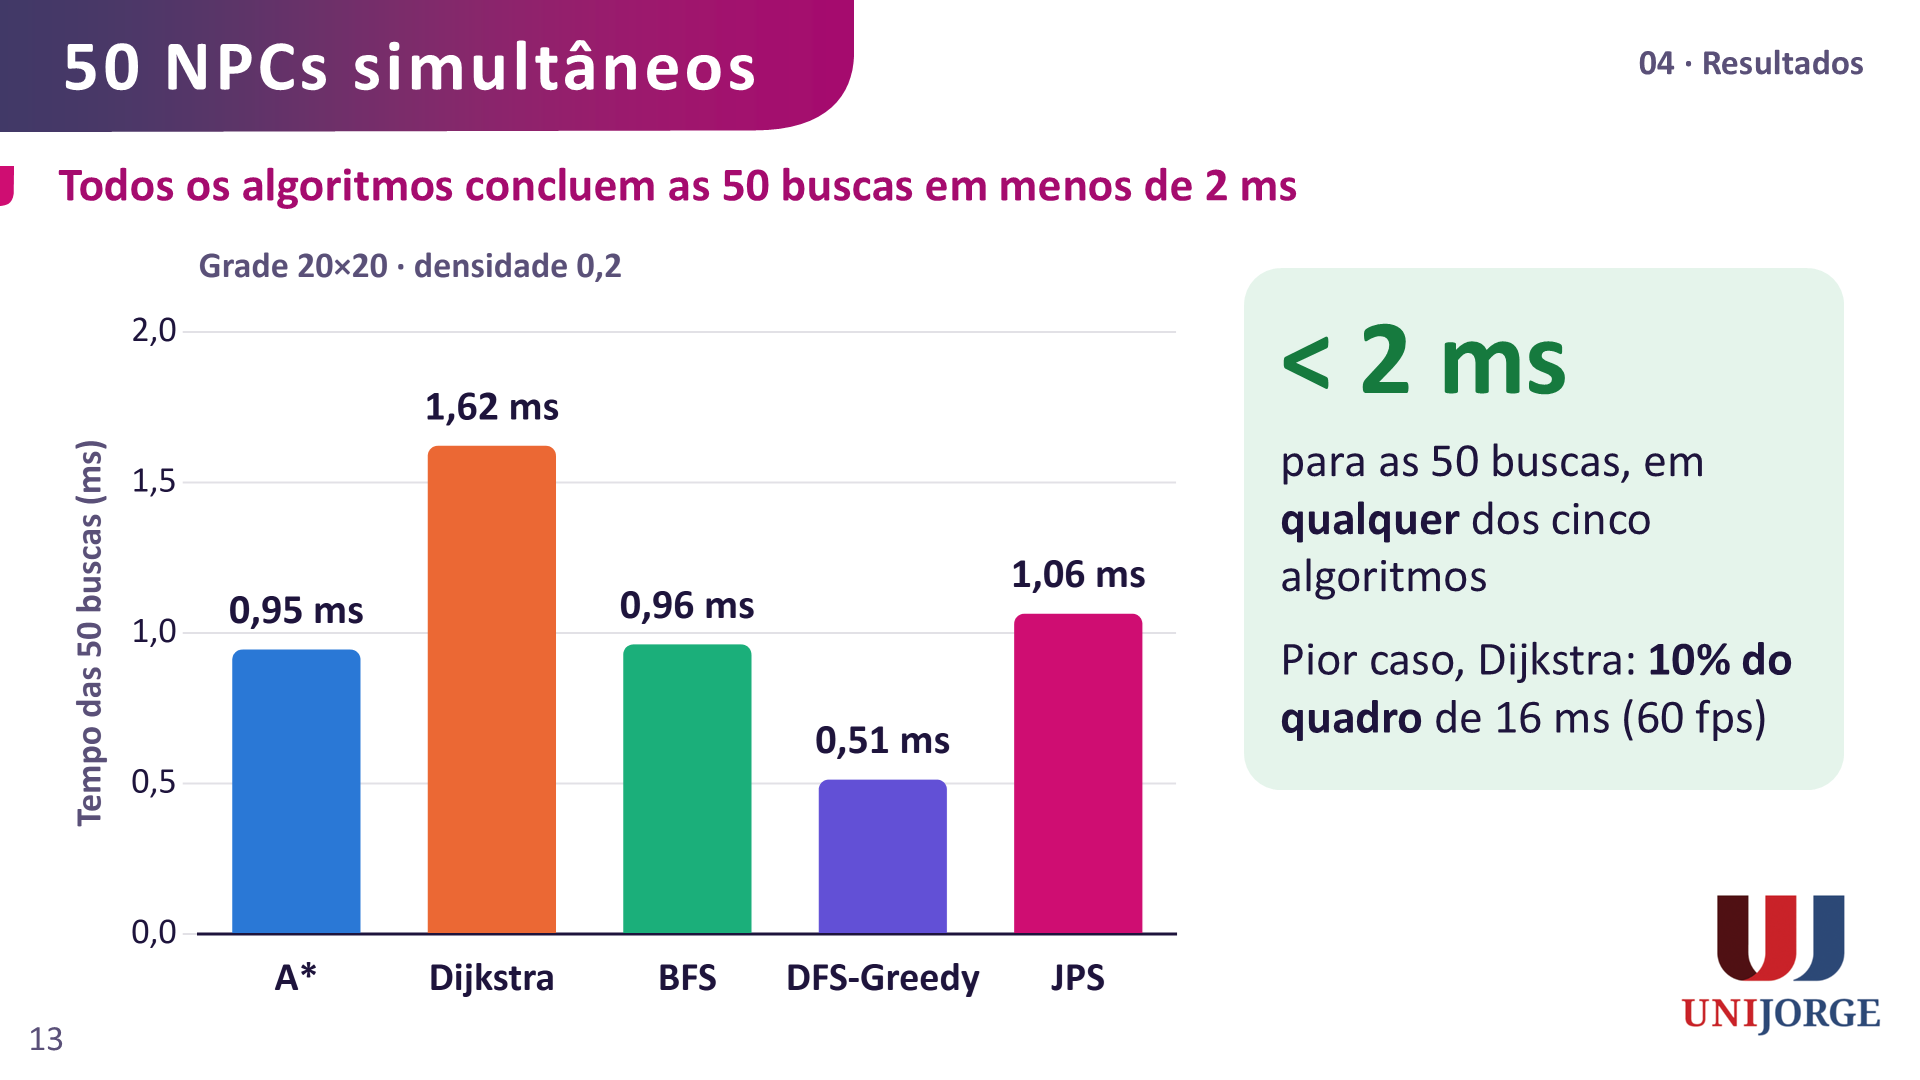 50 NPCs simultâneos
04 · Resultados
Todos os algoritmos concluem as 50 buscas em menos de 2 ms
Grade 20×20 · densidade 0,2
Tempo das 50 buscas (ms)
2,0
1,5
1,0
0,5
0,0
0,95 ms
1,62 ms
0,96 ms
0,51 ms
1,06 ms
A*
Dijkstra
BFS
DFS-Greedy
JPS
< 2 ms
para as 50 buscas, em
qualquer dos cinco
algoritmos
Pior caso, Dijkstra: 10% do
quadro de 16 ms (60 fps)
UNIJORGE
13